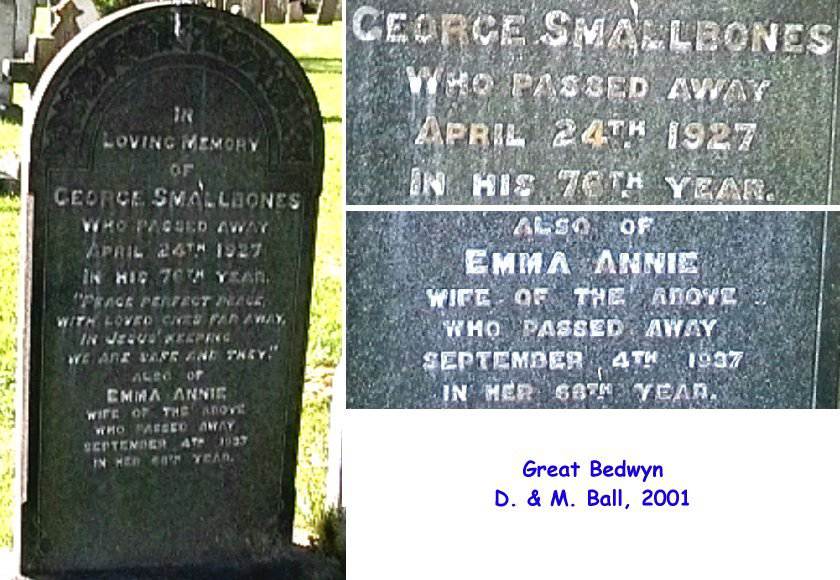 IN
LOVING MEMORY
OF
GEORGE SMALLBONES
WHO PASSED AWAY
APRIL 24TH 1927
IN HIS 76TH YEAR.
"PEACE PERFECT PEACE,
WITH LOVED ONES FAR AWAY,
IN JESUS' KEEPING
WE ARE SAFE AND THEY."
ALSO OF
EMMA ANNIE
WIFE OF THE ABOVE
WHO PASSED AWAY
SEPTEMBER 4TH 1937
IN HER 68TH YEAR.
GEORGE SMALLBONES
WHO PASSED AWAY
APRIL 24TH 1927
IN HIS 76TH YEAR.
ALSO OF
EMMA ANNIE
WIFE OF THE ABOVE
WHO PASSED AWAY
SEPTEMBER 4TH 1937
IN HER 68TH YEAR.
Great Bedwyn
D. & M. Ball, 2001